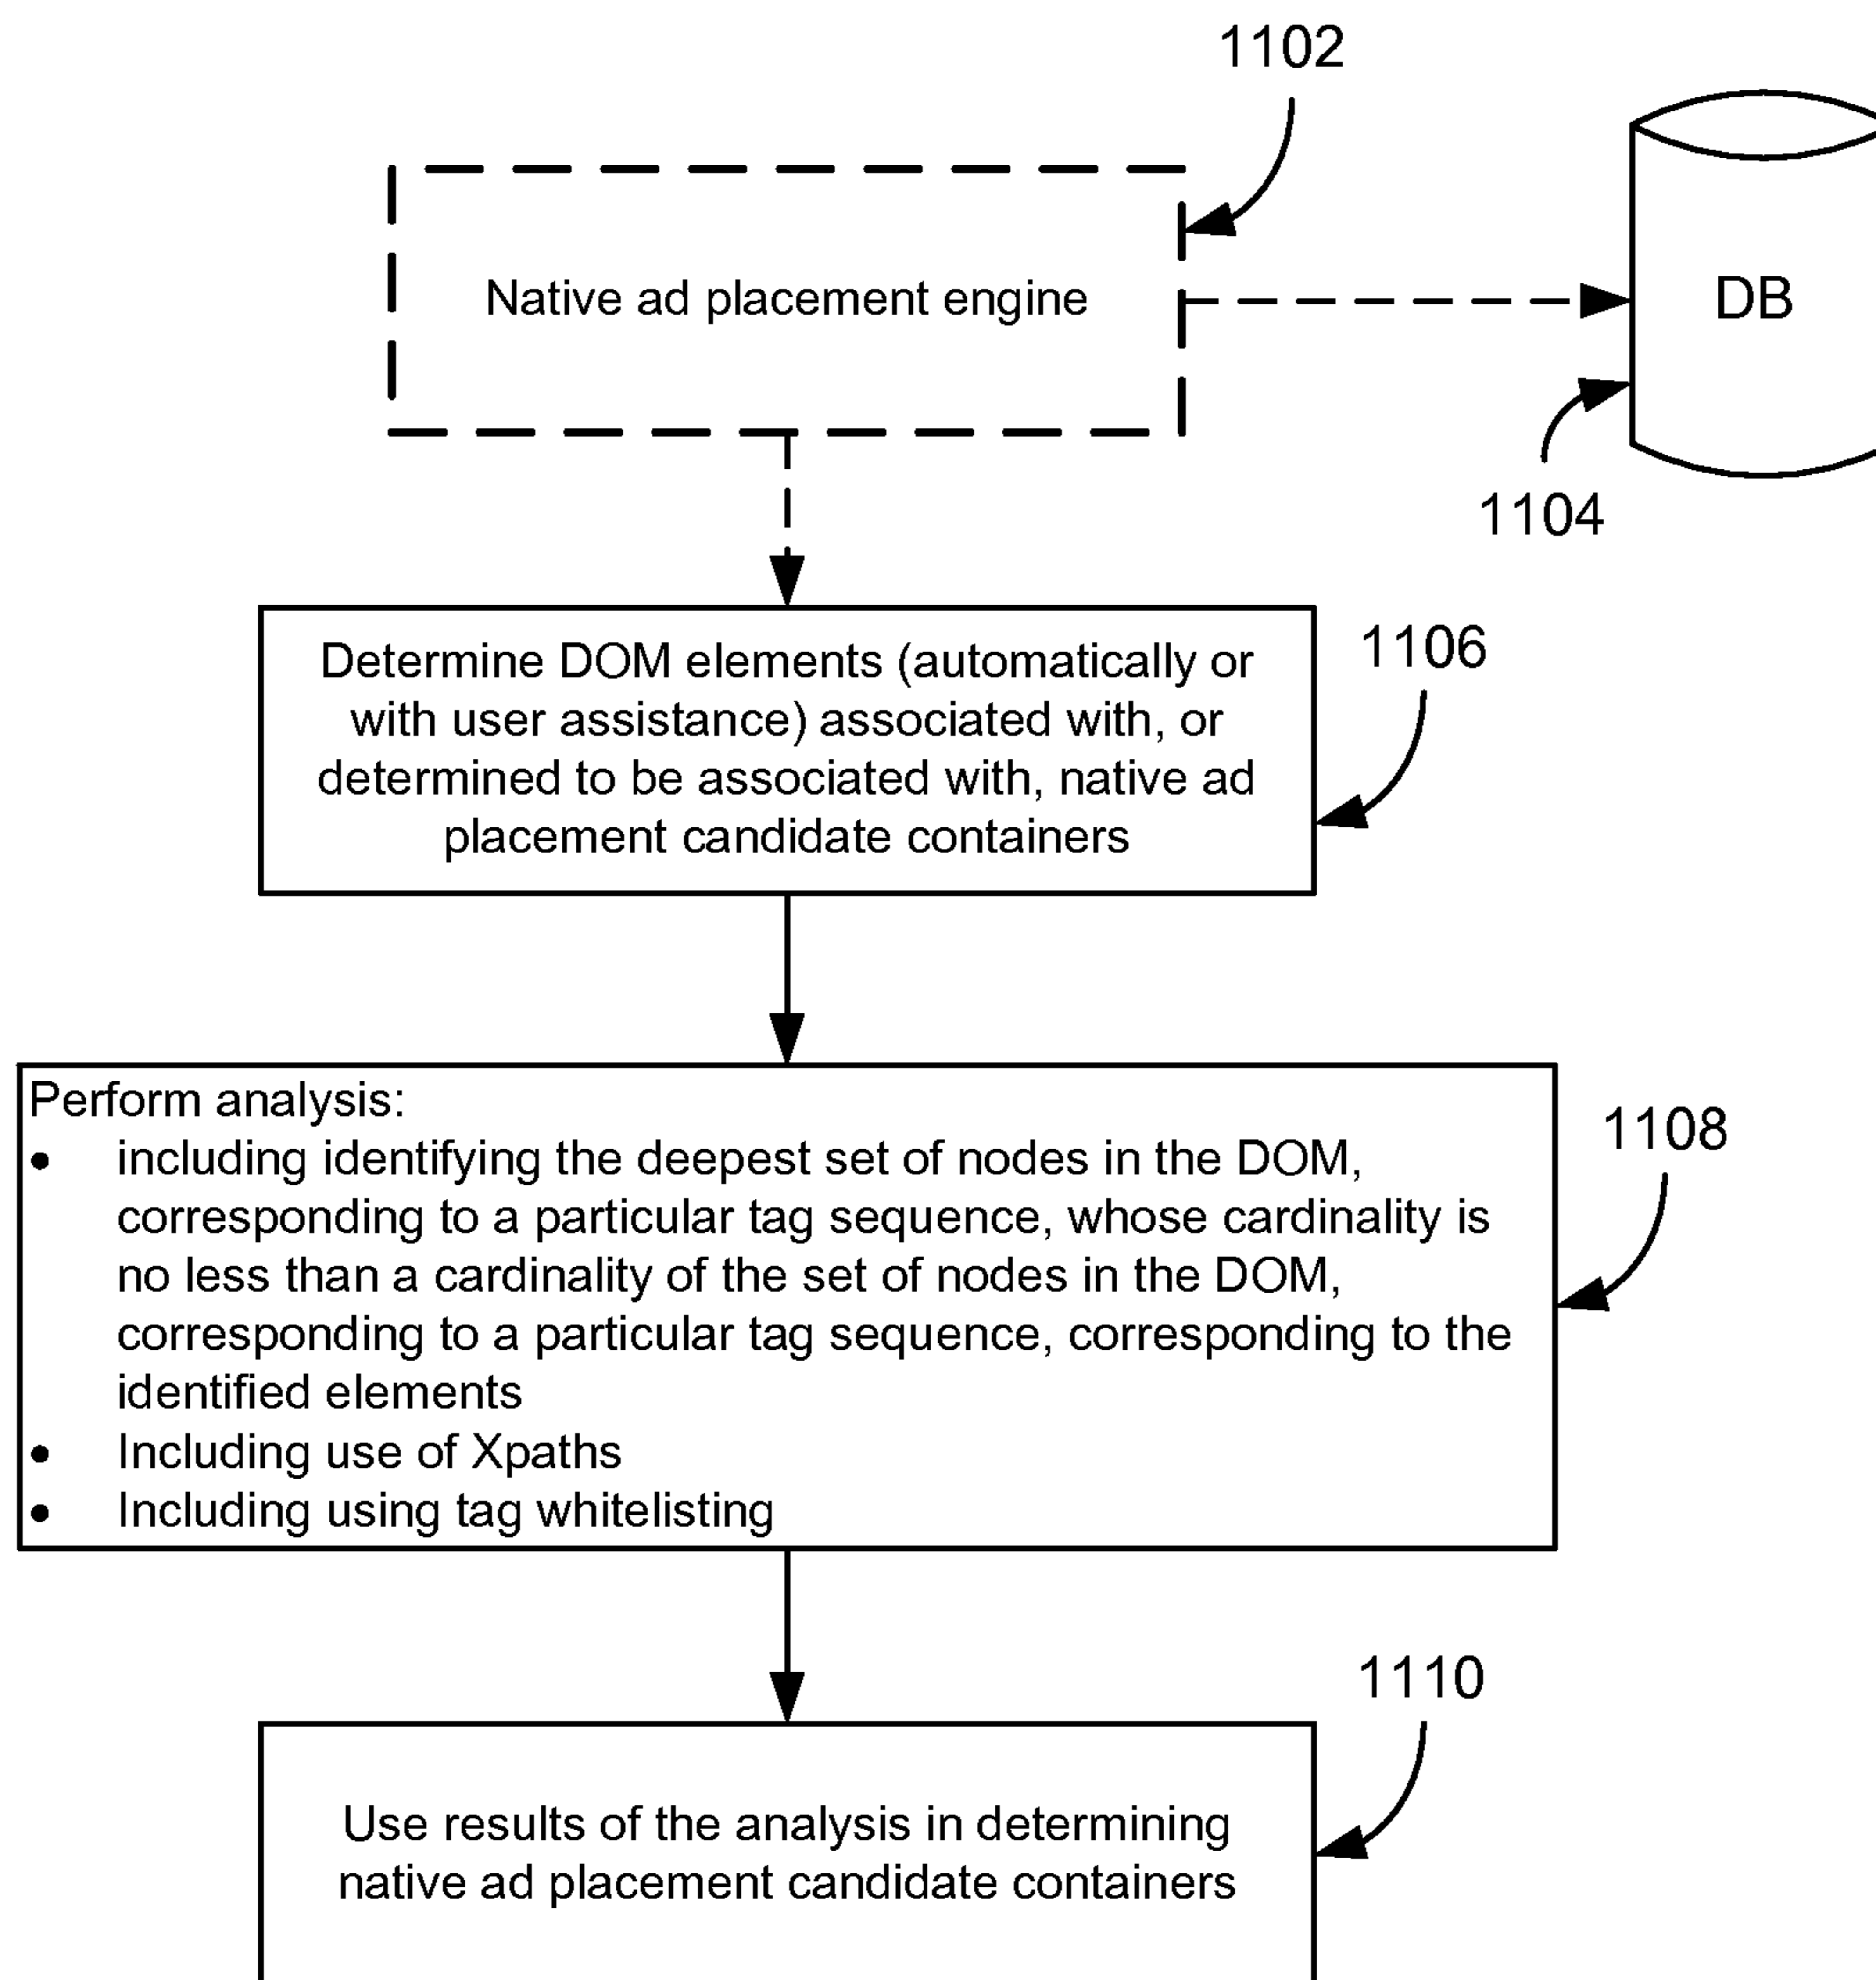 1102
Native ad placement engine
DB
1104
Determine DOM elements (automatically or
with user assistance) associated with, or
determined to be associated with, native ad
placement candidate containers
1106
Perform analysis:
• including identifying the deepest set of nodes in the DOM,
corresponding to a particular tag sequence, whose cardinality is
no less than a cardinality of the set of nodes in the DOM,
corresponding to a particular tag sequence, corresponding to the
identified elements
• Including use of Xpaths
• Including using tag whitelisting
1108
1110
Use results of the analysis in determining
native ad placement candidate containers